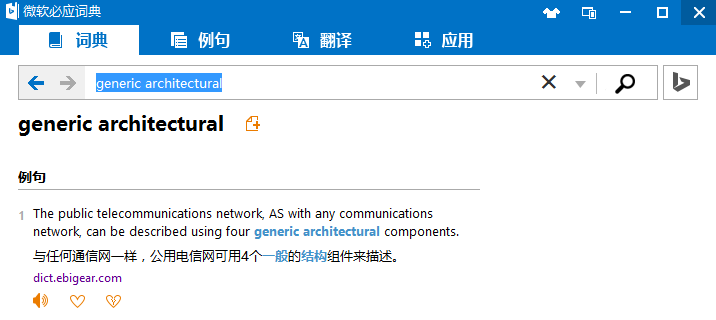 微软必应词典
词典 例句 翻译 应用
generic architectural
generic architectural
例句
1 The public telecommunications network, AS with any communications
network, can be described using four generic architectural components.
与任何通信网一样，公用电信网可用4个一般的结构组件来描述。
dict.ebigear.com